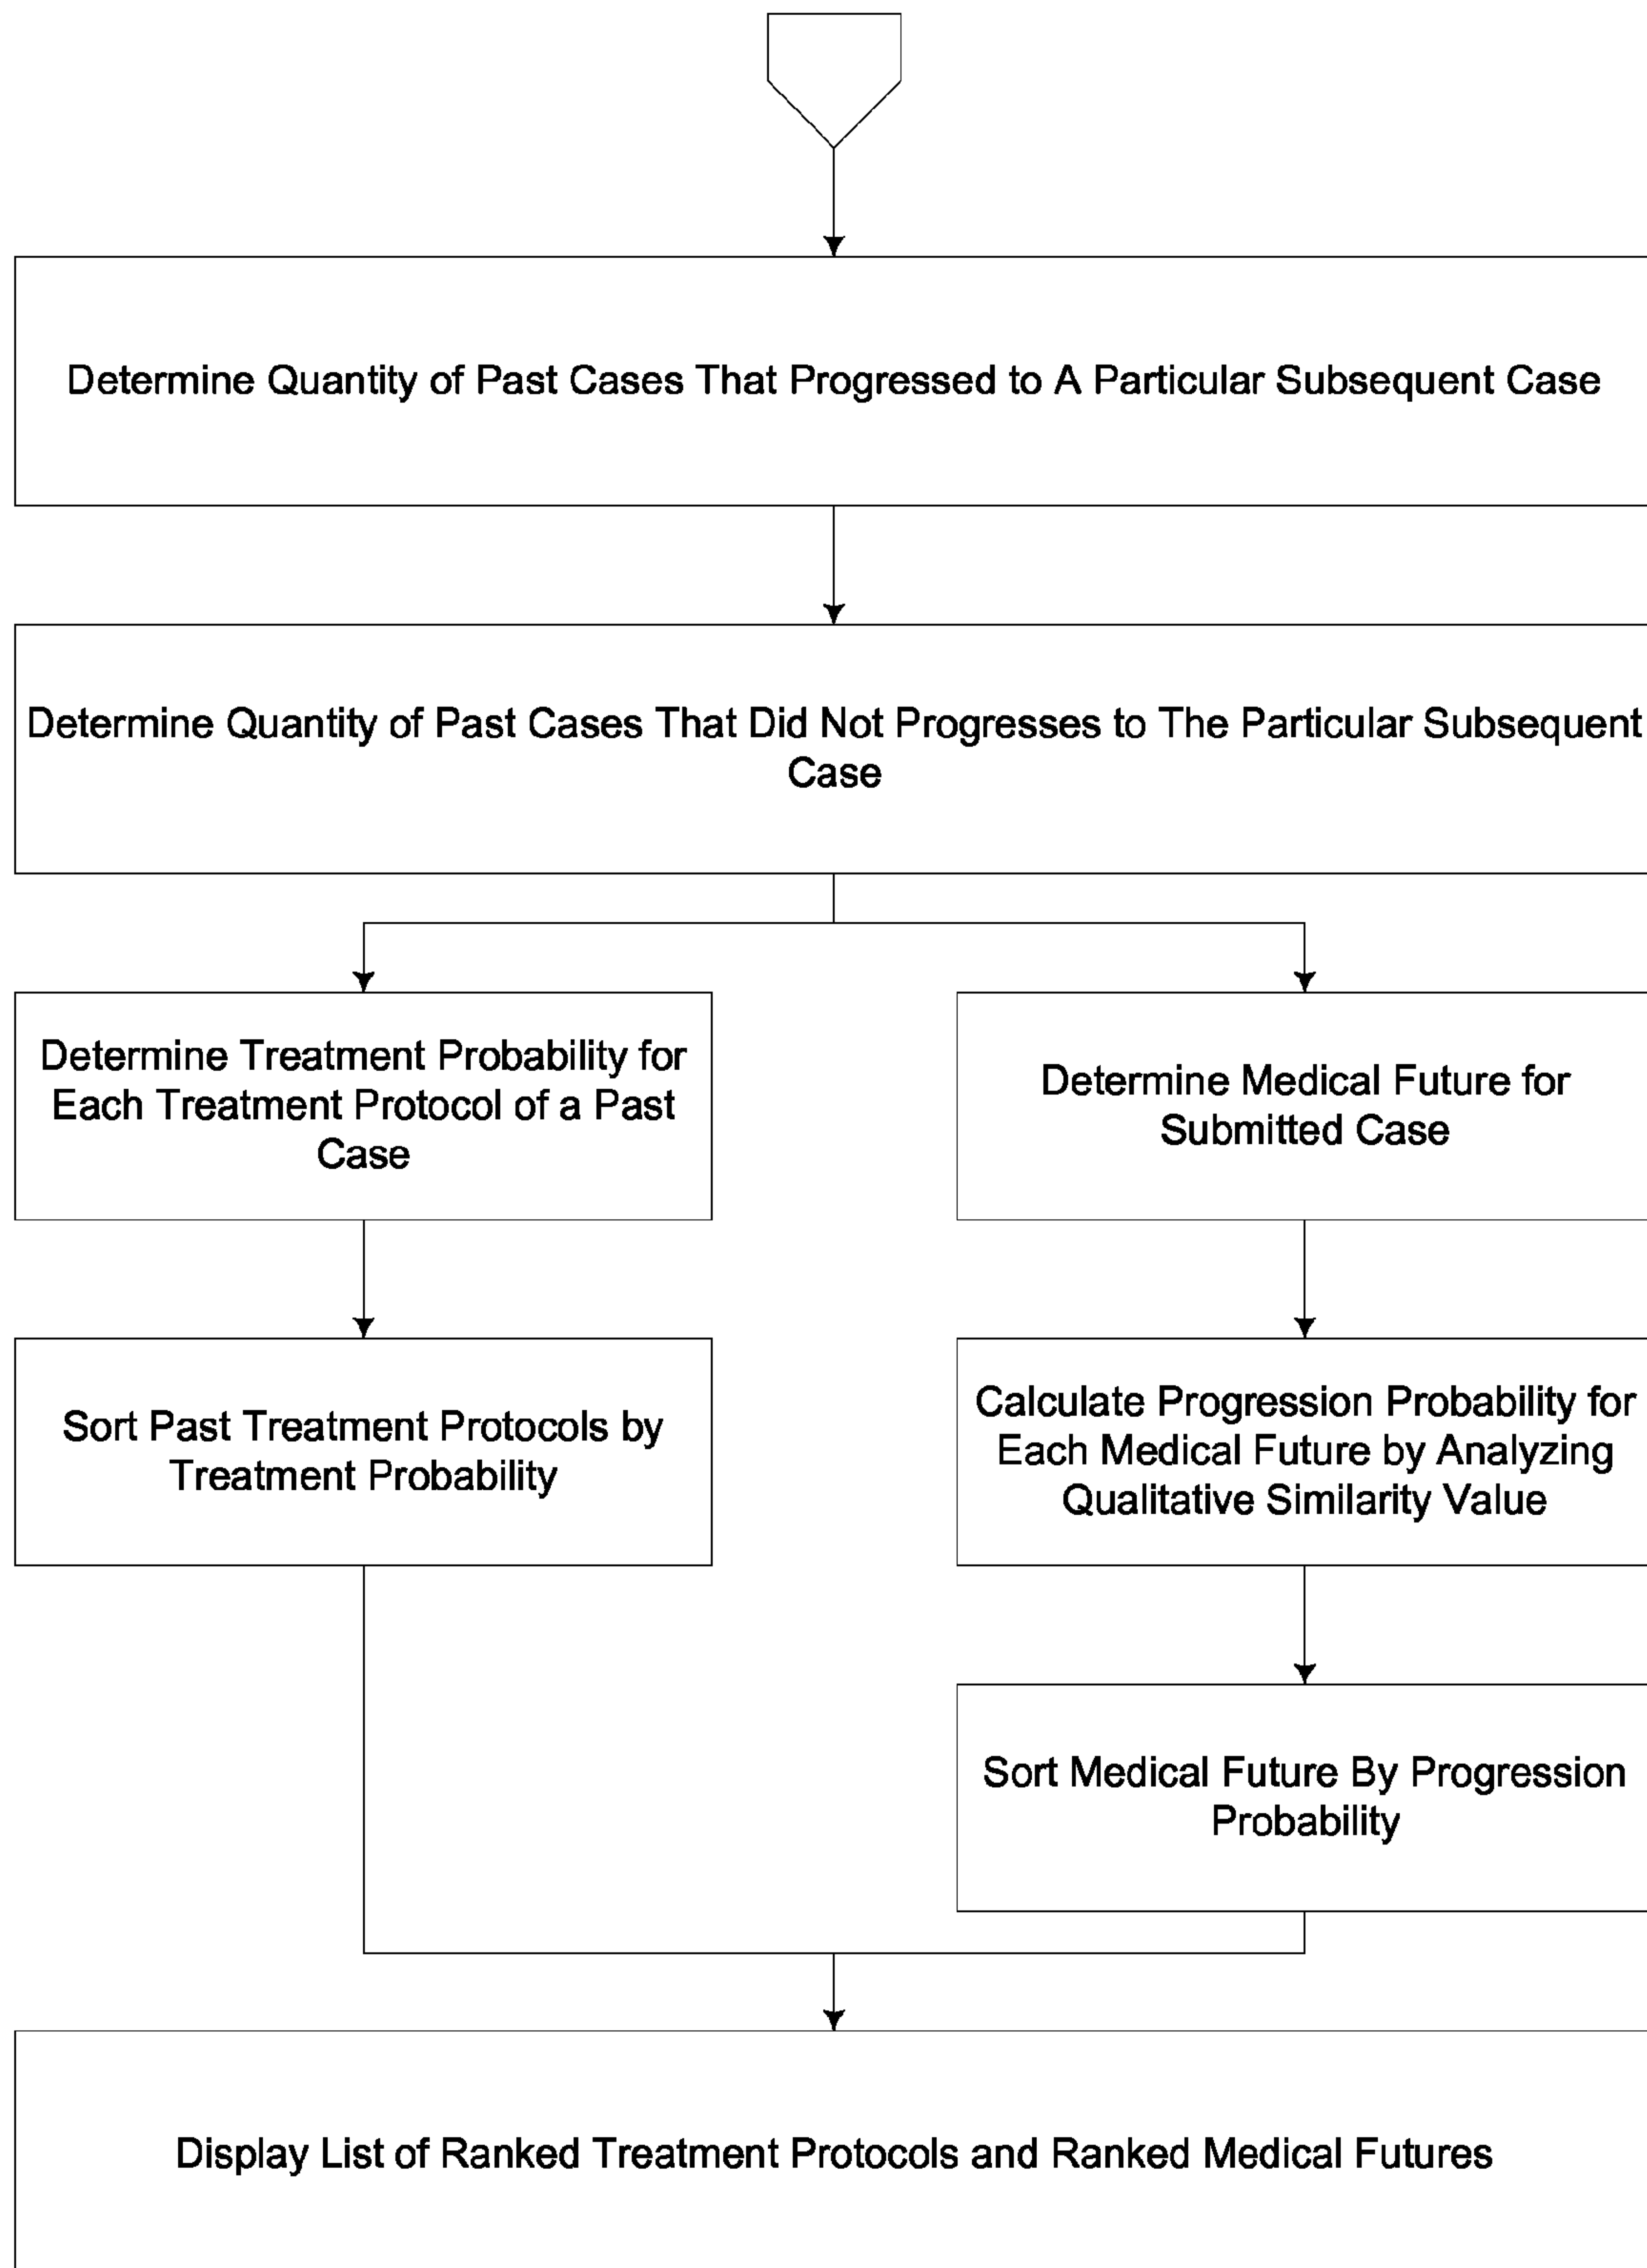 Determine Quantity of Past Cases That Progressed to A Particular Subsequent Case
Determine Quantity of Past Cases That Did Not Progresses to The Particular Subsequent
Case
Determine Treatment Probability for
Each Treatment Protocol of a Past
Case
Determine Medical Future for
Submitted Case
Sort Past Treatment Protocols by
Treatment Probability
Calculate Progression Probability for
Each Medical Future by Analyzing
Qualitative Similarity Value
Sort Medical Future By Progression
Probability
Display List of Ranked Treatment Protocols and Ranked Medical Futures